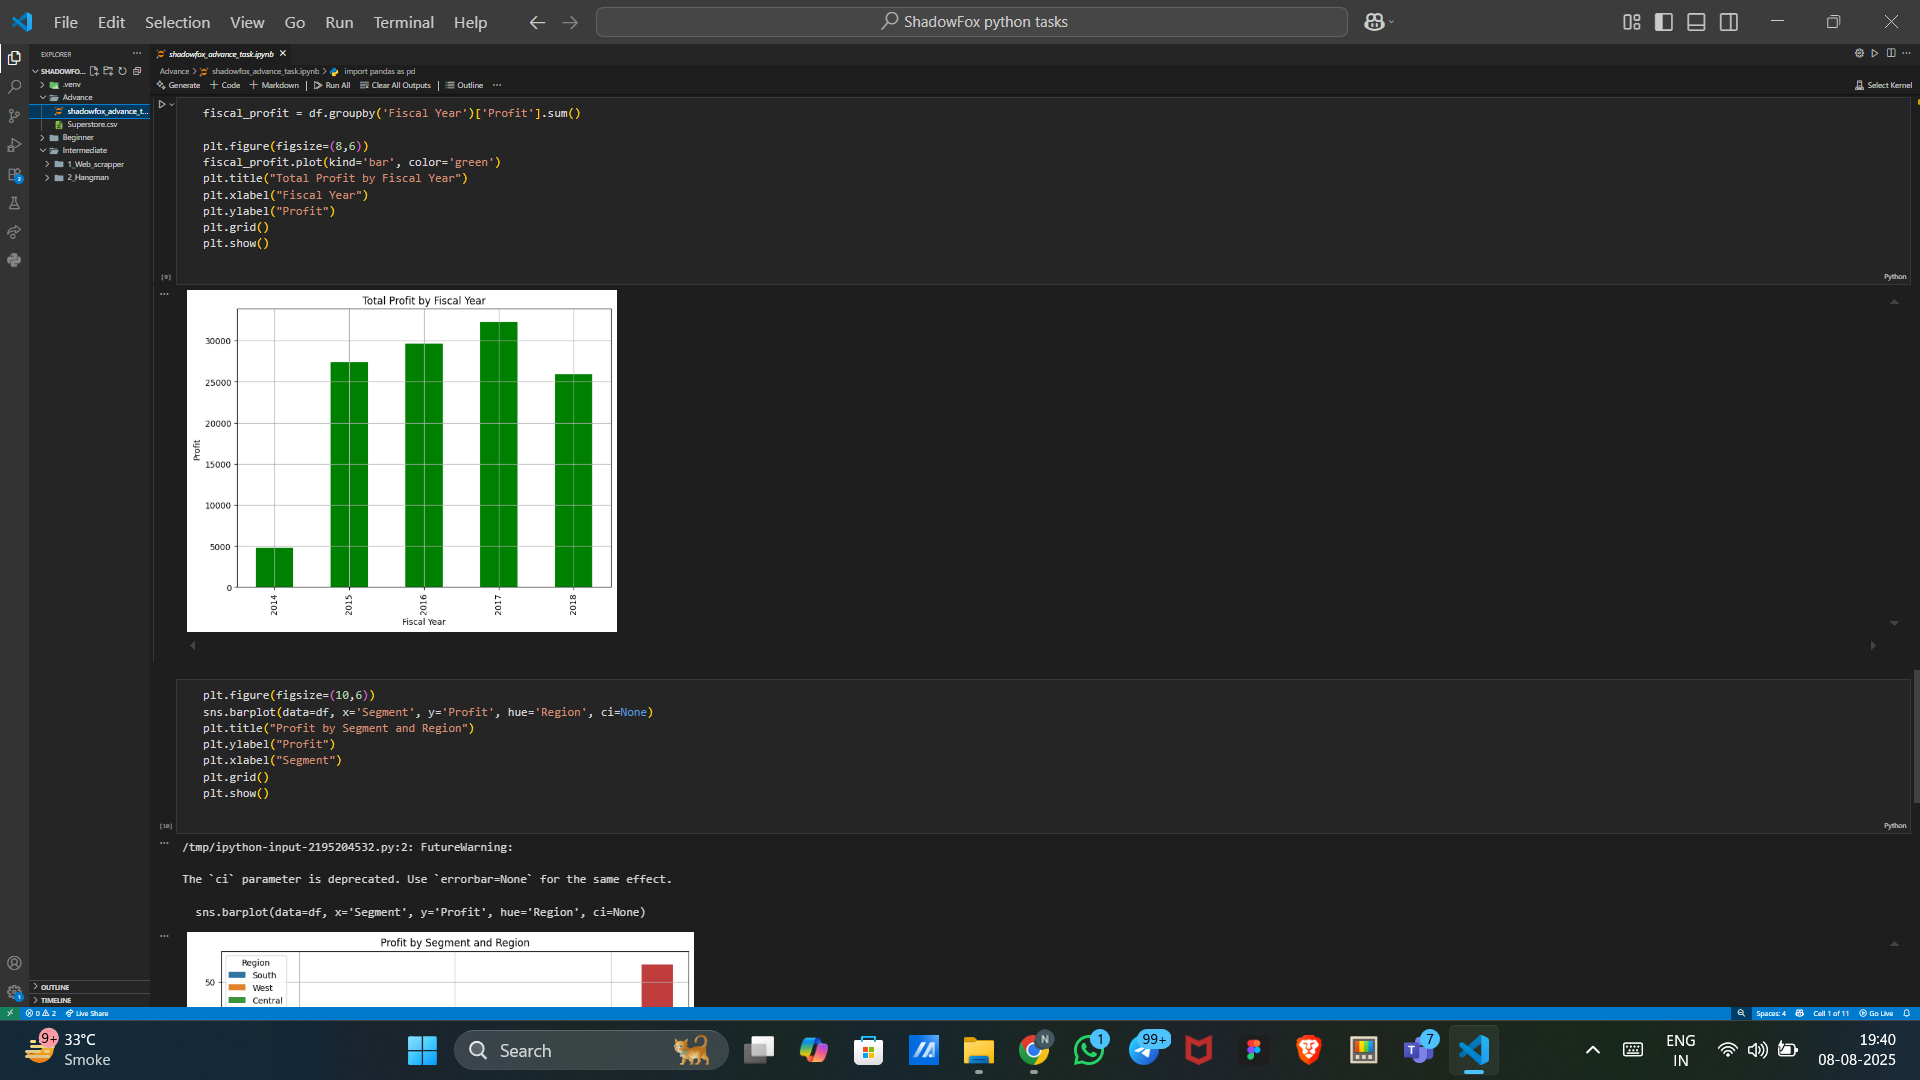 File Edit Selection View Go Run Terminal Help
ShadowFox python tasks
EXPLORER
SHADOWFO...
.venv
Advance
shadowfox_advance_t...
Superstore.csv
Beginner
Intermediate
1_Web_scrapper
2_Hangman
OUTLINE
TIMELINE
shadowfox_advance_task.ipynb
Advance > shadowfox_advance_task.ipynb > import pandas as pd
Generate + Code + Markdown | Run All Clear All Outputs | Outline ...
Select Kernel
fiscal_profit = df.groupby('Fiscal Year')['Profit'].sum()
plt.figure(figsize=(8,6))
fiscal_profit.plot(kind='bar', color='green')
plt.title("Total Profit by Fiscal Year")
plt.xlabel("Fiscal Year")
plt.ylabel("Profit")
plt.grid()
plt.show()
[9]
Python
Total Profit by Fiscal Year
30000
25000
20000
15000
10000
5000
0
Profit
2014 2015 2016 2017 2018
Fiscal Year
plt.figure(figsize=(10,6))
sns.barplot(data=df, x='Segment', y='Profit', hue='Region', ci=None)
plt.title("Profit by Segment and Region")
plt.ylabel("Profit")
plt.xlabel("Segment")
plt.grid()
plt.show()
[10]
Python
/tmp/ipython-input-2195204532.py:2: FutureWarning:
The `ci` parameter is deprecated. Use `errorbar=None` for the same effect.
sns.barplot(data=df, x='Segment', y='Profit', hue='Region', ci=None)
Profit by Segment and Region
Region
South
West
Central
50
0 2 Live Share
Spaces: 4 Cell 1 of 11 Go Live
9+
33°C
Smoke
Search
N
1
99+
7
ENG
IN
19:40
08-08-2025